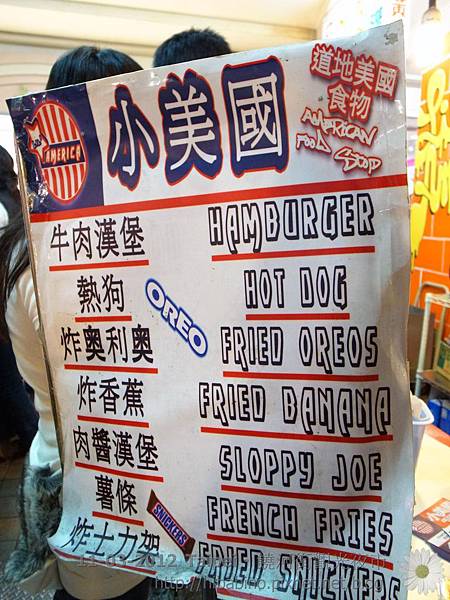 小美國
道地美國
食物
AMERICAN
FOOD STOP
AMERICA
牛肉漢堡 HAMBURGER
熱狗 HOT DOG
OREO
炸奧利奧 FRIED OREOS
炸香蕉 FRIED BANANA
肉醬漢堡 SLOPPY JOE
薯條 FRENCH FRIES
SNICKERS
炸士力架 FRIED SNICKERS